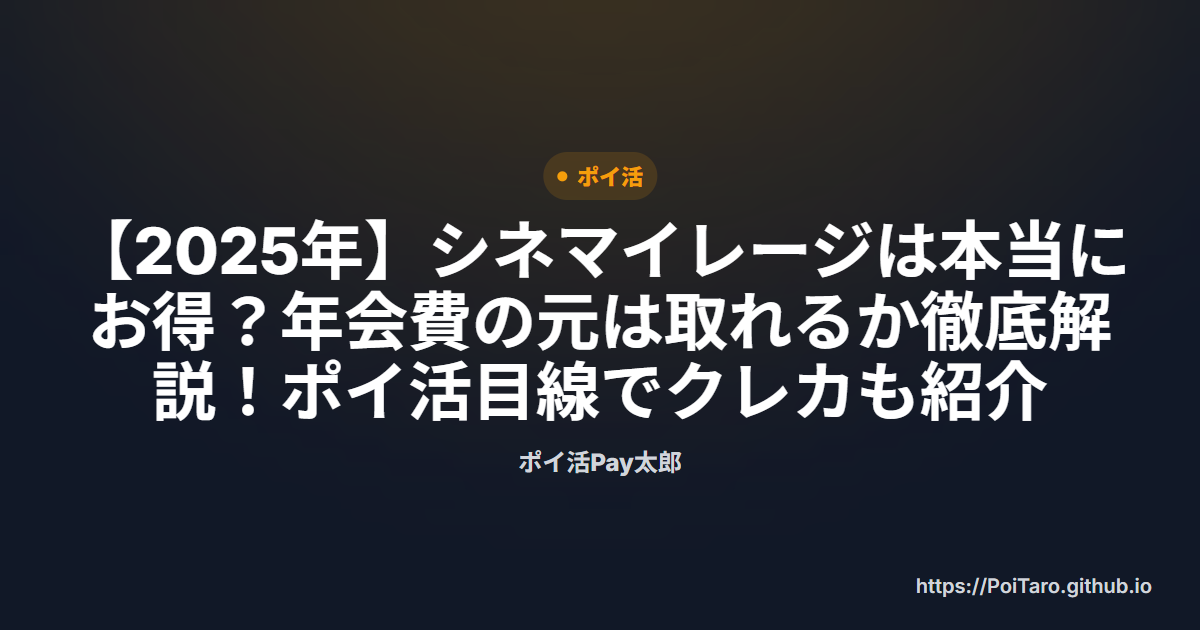 ポイ活
【2025年】シネマイレージは本当に
お得？年会費の元は取れるか徹底解
説！ポイ活目線でクレカも紹介
ポイ活Pay太郎
https://PoiTaro.github.io